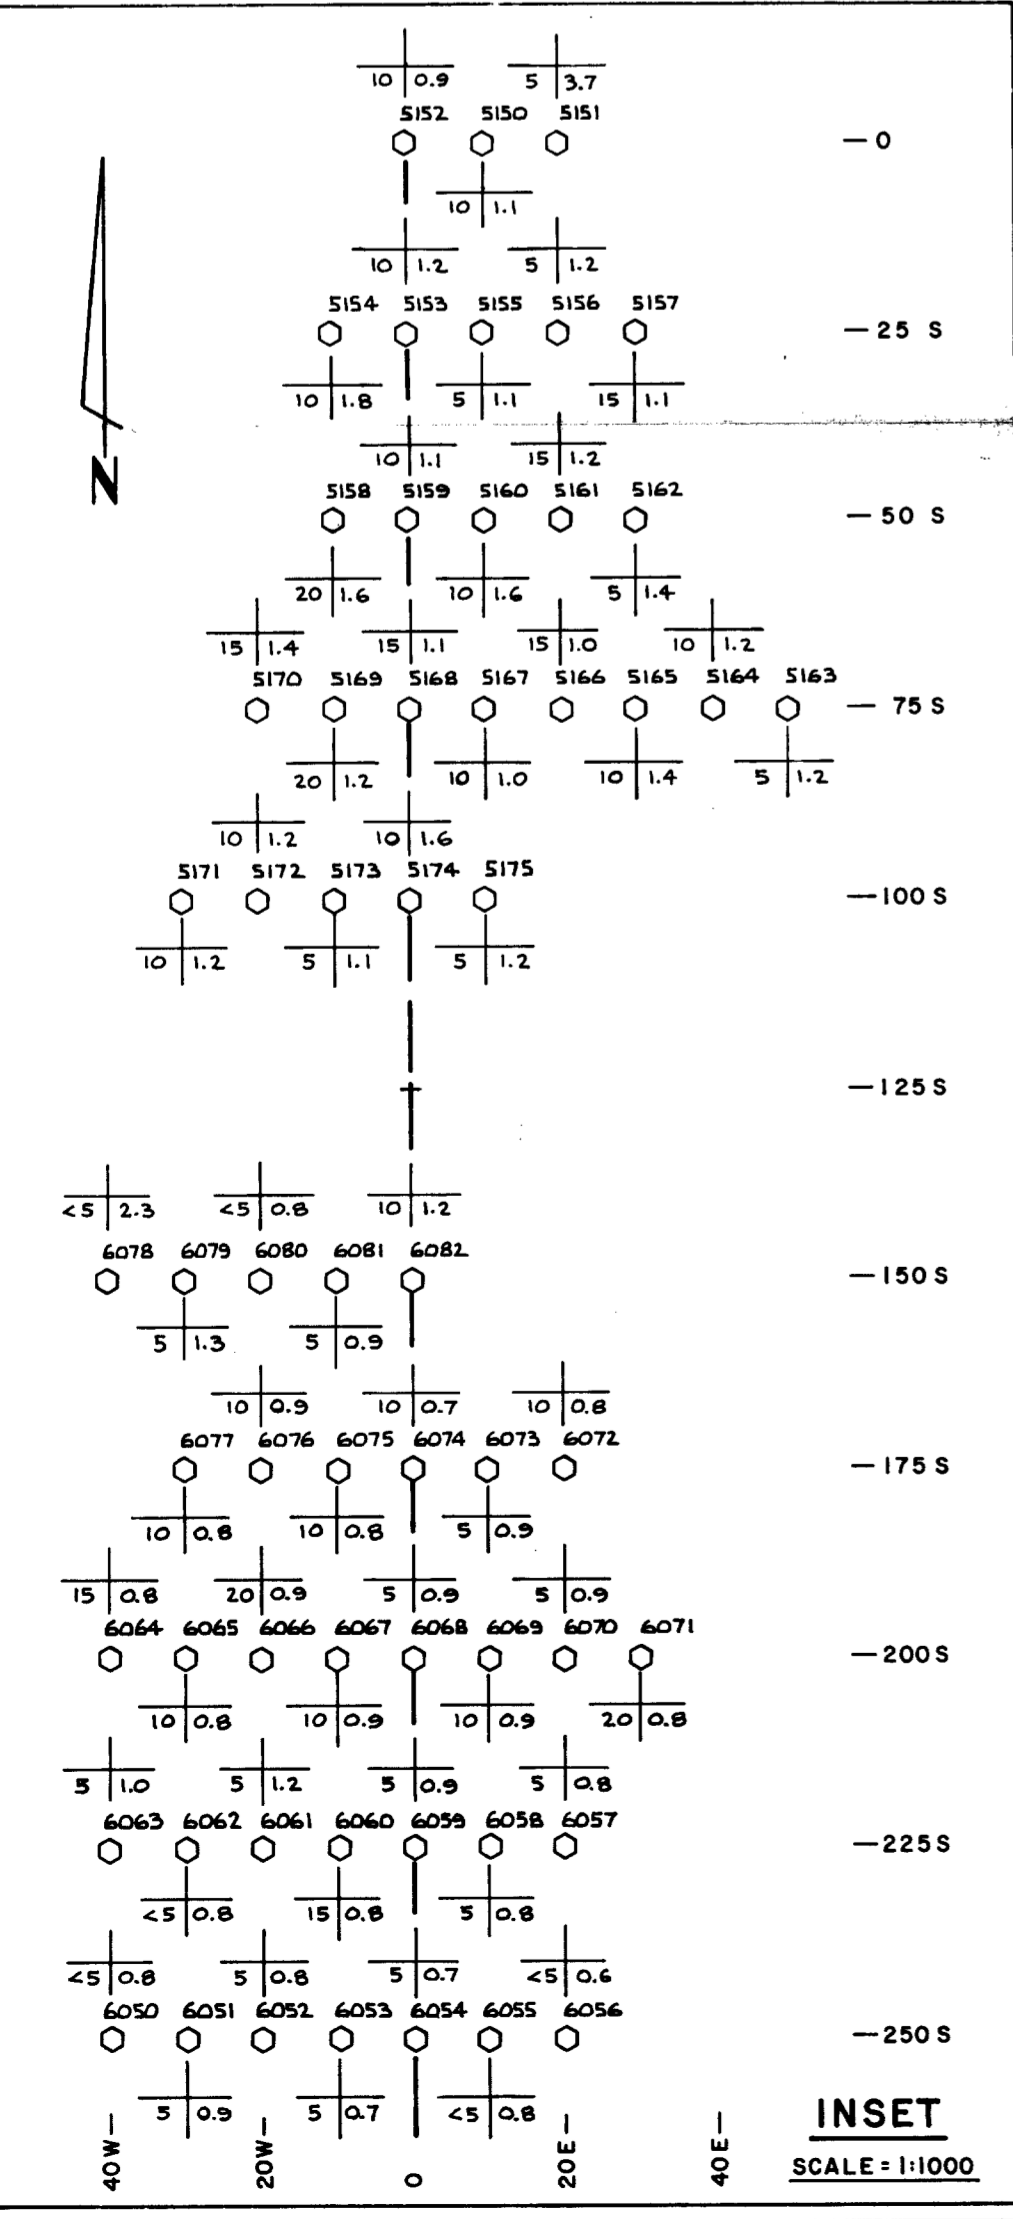 10 0.9 5 3.7
5152 5150 5151
— 0
10 1.1
10 1.2 5 1.2
5154 5153 5155 5156 5157
— 25 S
10 1.8 5 1.1 15 1.1
10 1.1 15 1.2
N
5158 5159 5160 5161 5162
— 50 S
20 1.6 10 1.6 5 1.4
15 1.4 15 1.1 15 1.0 10 1.2
5170 5169 5168 5167 5166 5165 5164 5163
— 75 S
20 1.2 10 1.0 10 1.4 5 1.2
10 1.2 10 1.6
5171 5172 5173 5174 5175
— 100 S
10 1.2 5 1.1 5 1.2
— 125 S
<5 2.3 <5 0.8 10 1.2
6078 6079 6080 6081 6082
— 150 S
5 1.3 5 0.9
10 0.9 10 0.7 10 0.8
6077 6076 6075 6074 6073 6072
— 175 S
10 0.8 10 0.8 5 0.9
15 0.8 20 0.9 5 0.9 5 0.9
6064 6065 6066 6067 6068 6069 6070 6071
— 200 S
10 0.8 10 0.9 10 0.9 20 0.8
5 1.0 5 1.2 5 0.9 5 0.8
6063 6062 6061 6060 6059 6058 6057
— 225 S
<5 0.8 15 0.8 5 0.8
<5 0.8 5 0.8 5 0.7 <5 0.6
6050 6051 6052 6053 6054 6055 6056
— 250 S
5 0.9 5 0.7 <5 0.8
40W — 20W — 0 20E — 40E —
INSET
SCALE = 1:1000